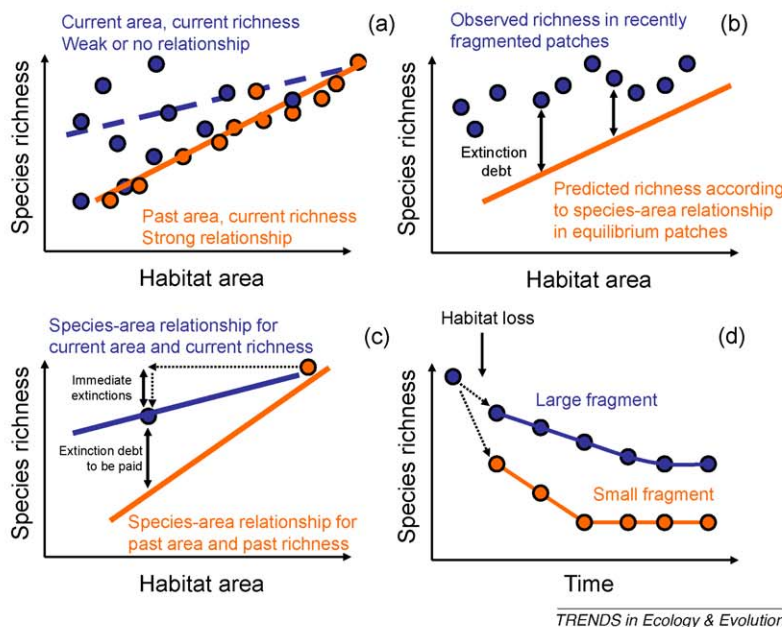 Current area, current richness
Weak or no relationship
(a)
Species richness
Past area, current richness
Strong relationship
Habitat area
Observed richness in recently
fragmented patches
(b)
Species richness
Extinction
debt
Predicted richness according
to species-area relationship
in equilibrium patches
Habitat area
Species-area relationship for
current area and current richness
(c)
Species richness
Immediate
extinctions
Extinction debt
to be paid
Species-area relationship for
past area and past richness
Habitat area
Habitat loss
(d)
Species richness
Large fragment
Small fragment
Time
TRENDS in Ecology & Evolution